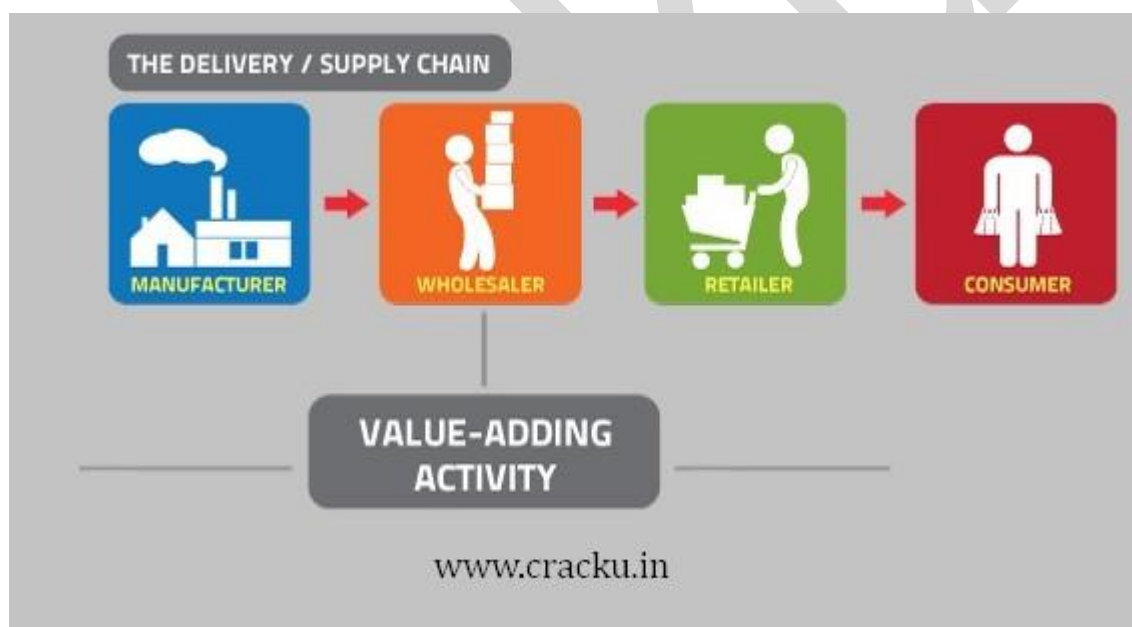 THE DELIVERY / SUPPLY CHAIN
MANUFACTURER
WHOLESALER
RETAILER
CONSUMER
VALUE-ADDING
ACTIVITY
www.cracku.in